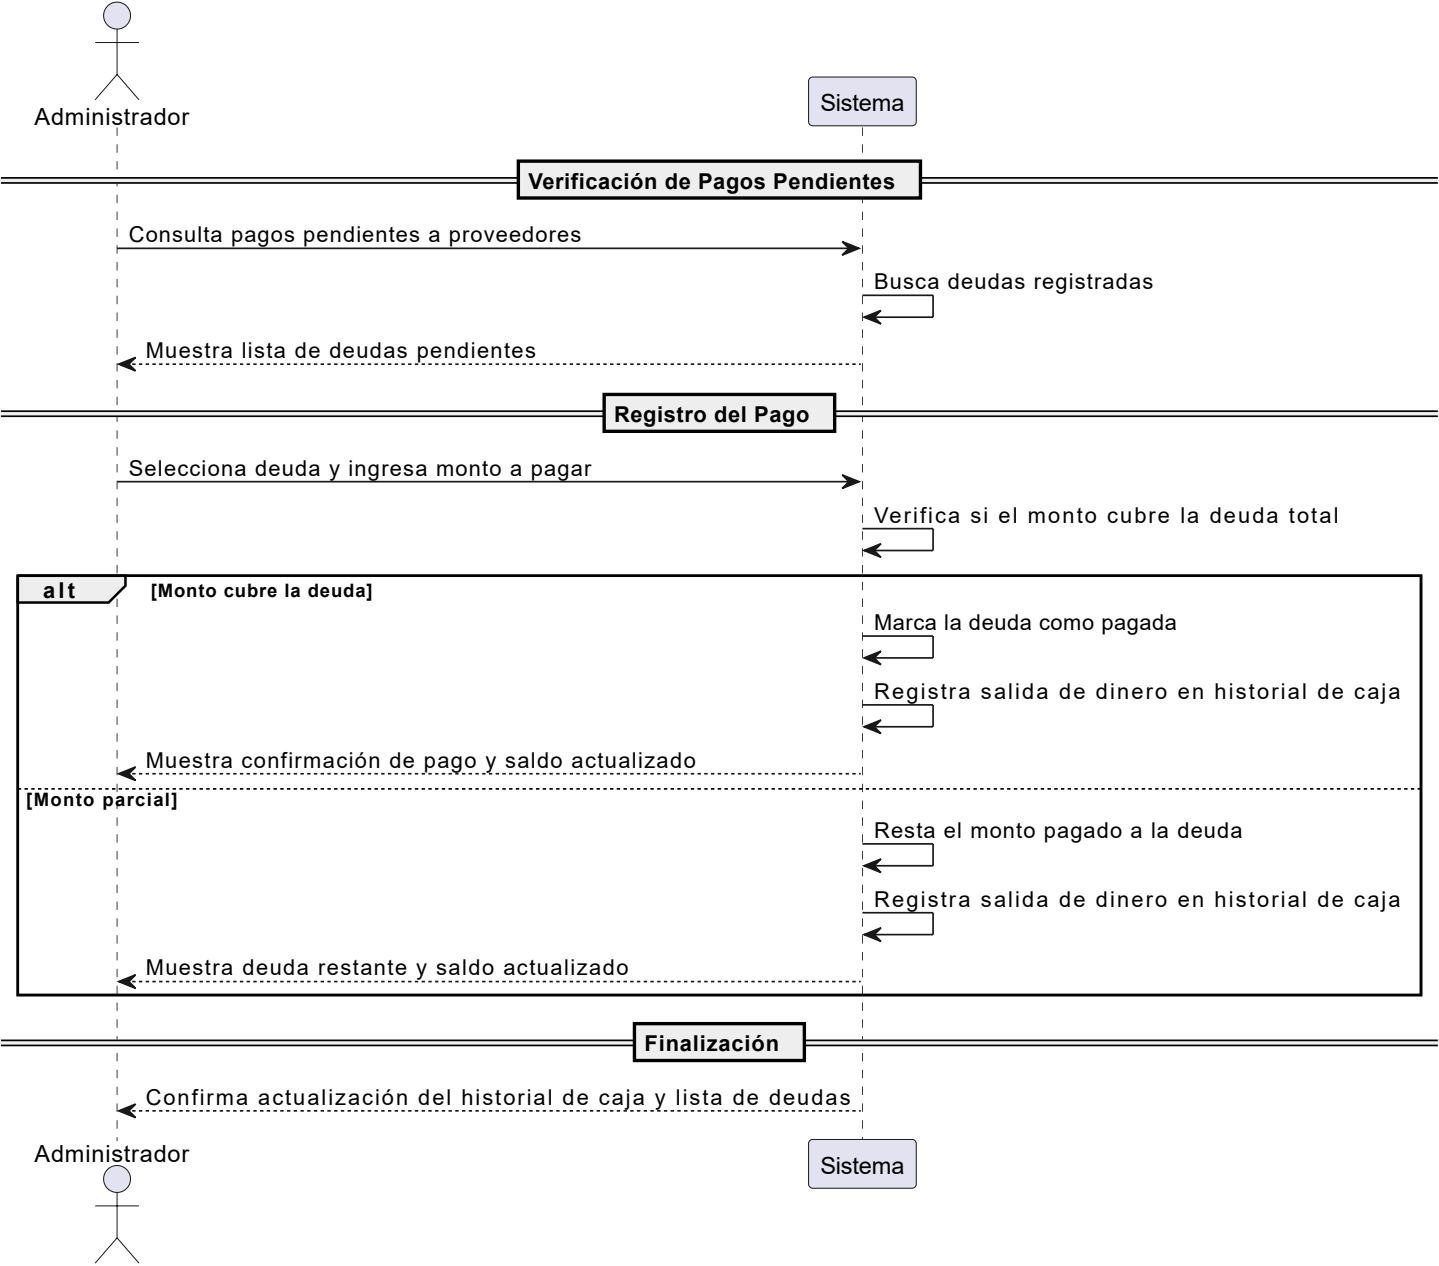 Administrador
Sistema
Verificación de Pagos Pendientes
Consulta pagos pendientes a proveedores
Busca deudas registradas
Muestra lista de deudas pendientes
Registro del Pago
Selecciona deuda y ingresa monto a pagar
Verifica si el monto cubre la deuda total
alt [Monto cubre la deuda]
Marca la deuda como pagada
Registra salida de dinero en historial de caja
Muestra confirmación de pago y saldo actualizado
[Monto parcial]
Resta el monto pagado a la deuda
Registra salida de dinero en historial de caja
Muestra deuda restante y saldo actualizado
Finalización
Confirma actualización del historial de caja y lista de deudas
Administrador
Sistema